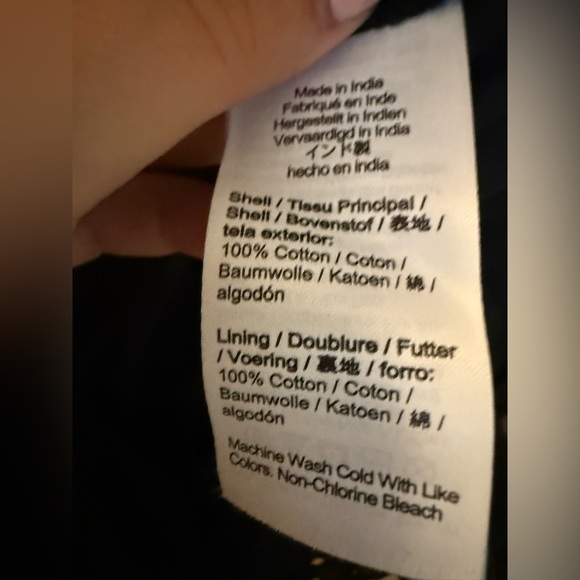 Made in India
Fabriqué en Inde
Hergestellt in Indien
Vervaardigd in India
インド製
hecho en india
Shell / Tissu Principal /
Shell / Bovenstof / 表地 /
tela exterior:
100% Cotton / Coton /
Baumwolle / Katoen / 綿 /
algodón
Lining / Doublure / Futter
/ Voering / 裏地 / forro:
100% Cotton / Coton /
Baumwolle / Katoen / 綿 /
algodón
Machine Wash Cold With Like
Colors. Non-Chlorine Bleach